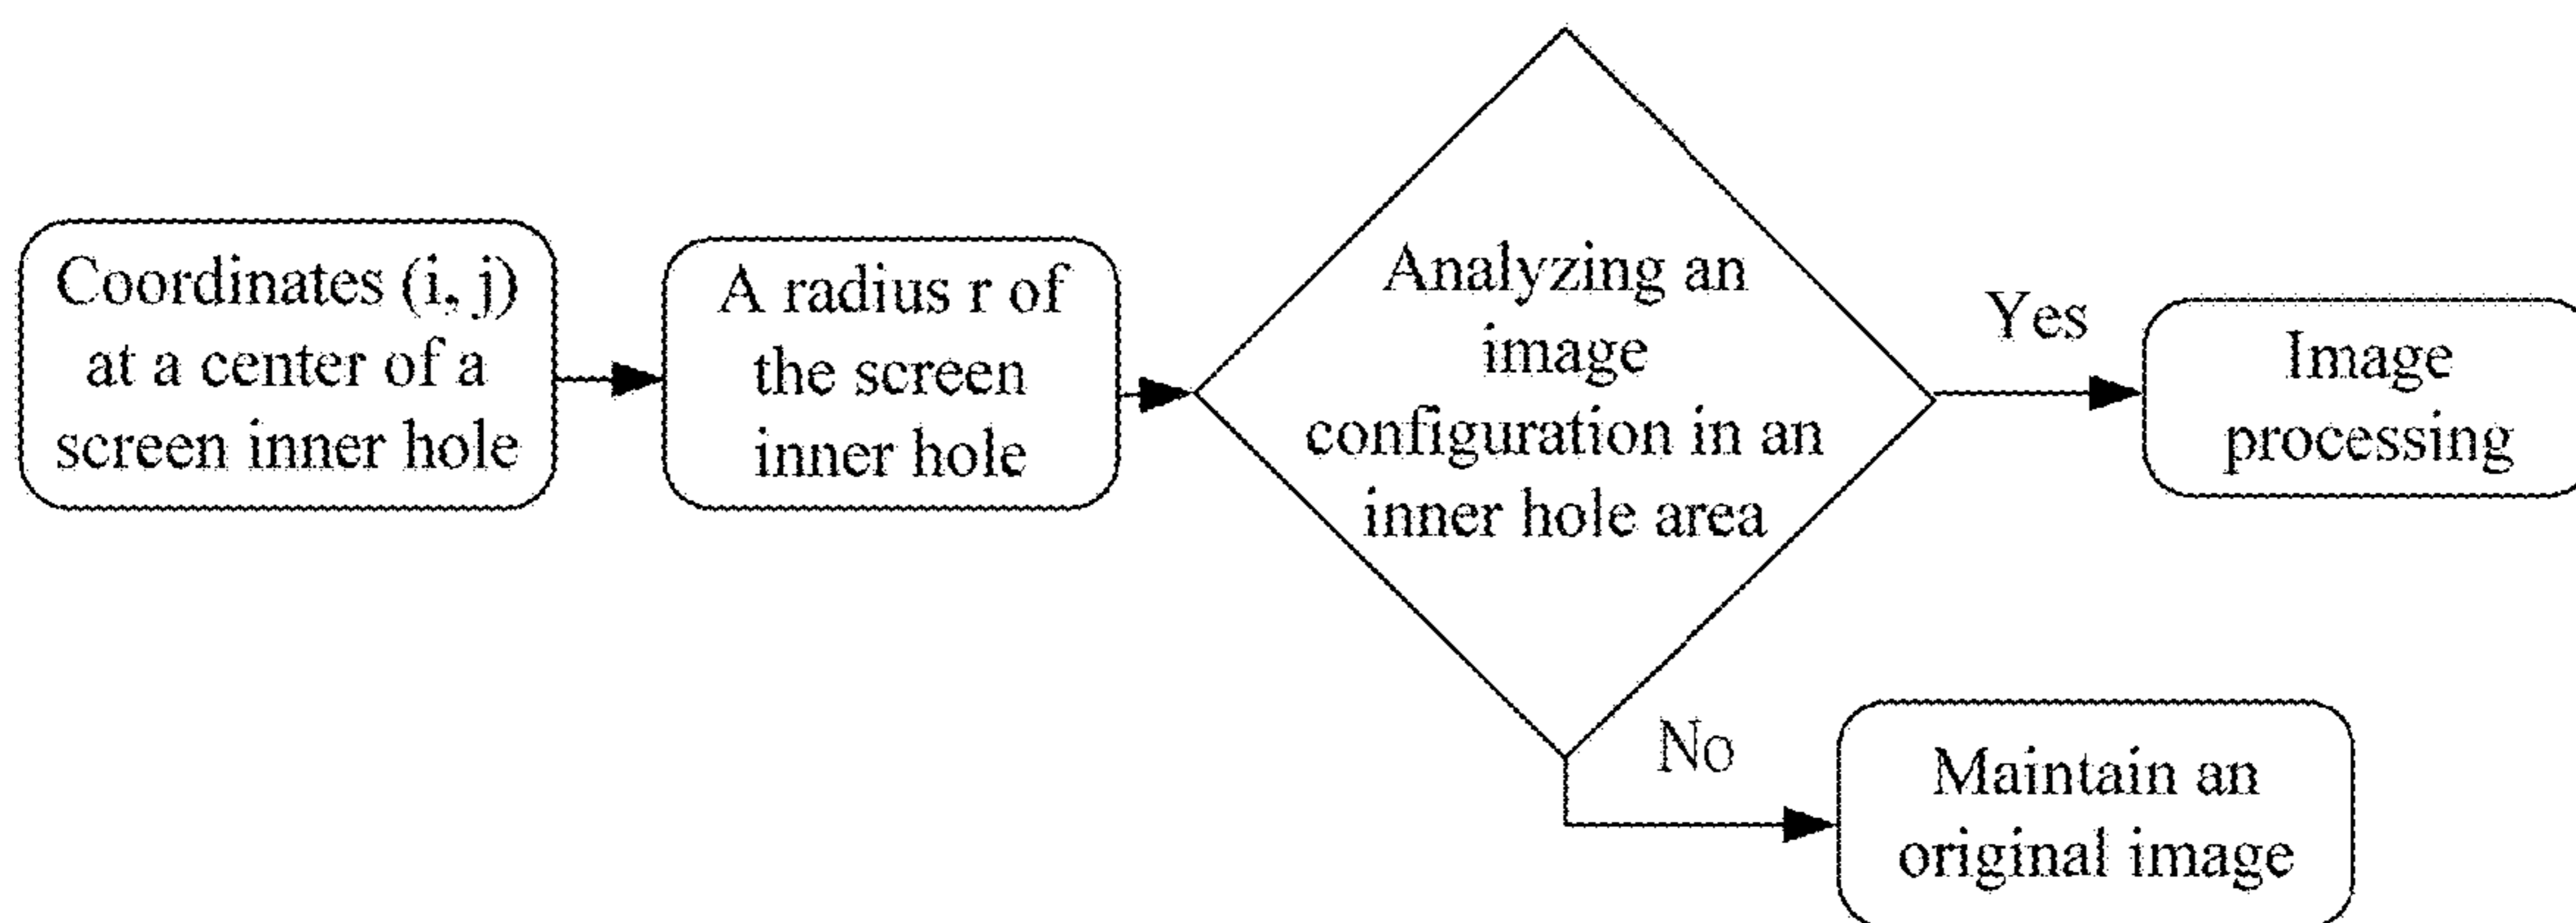 Coordinates (i, j)
at a center of a
screen inner hole
A radius r of
the screen
inner hole
Analyzing an
image
configuration in an
inner hole area
Yes
Image
processing
No
Maintain an
original image